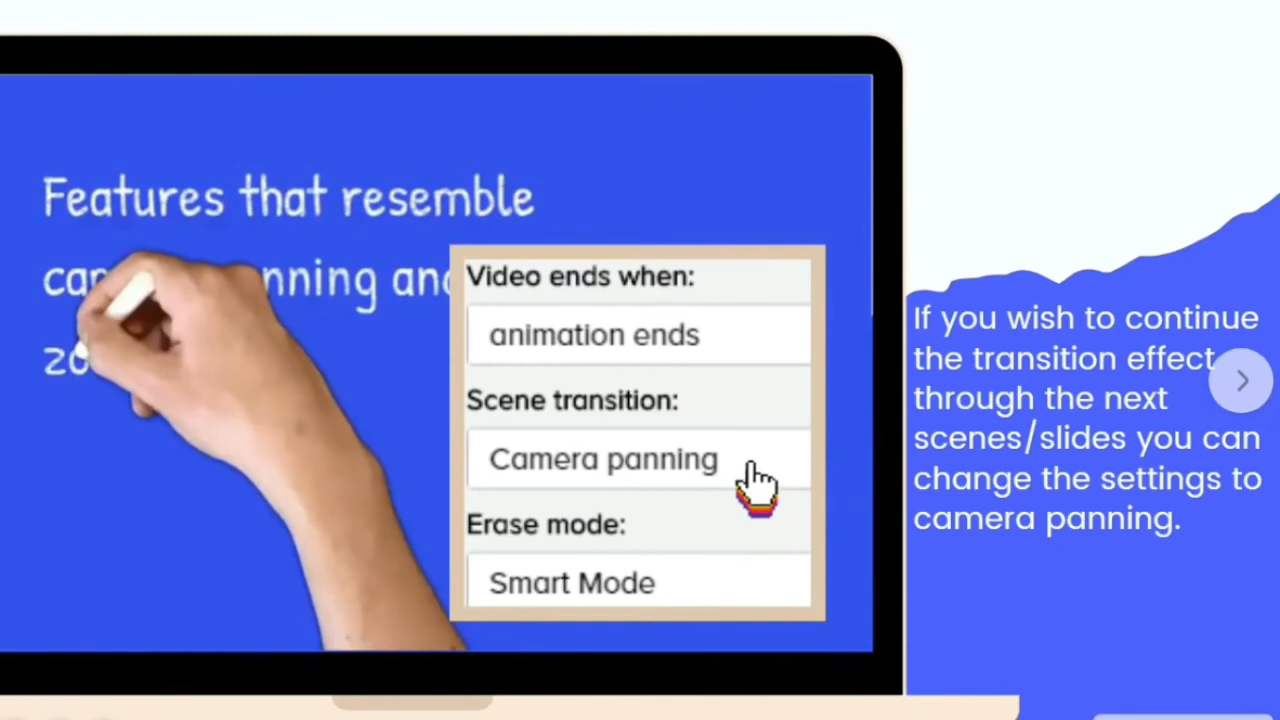 Features that resemble
nning and
zo
Video ends when:
animation ends
Scene transition:
Camera panning
Erase mode:
Smart Mode
If you wish to continue
the transition effect
through the next
scenes/slides you can
change the settings to
camera panning.